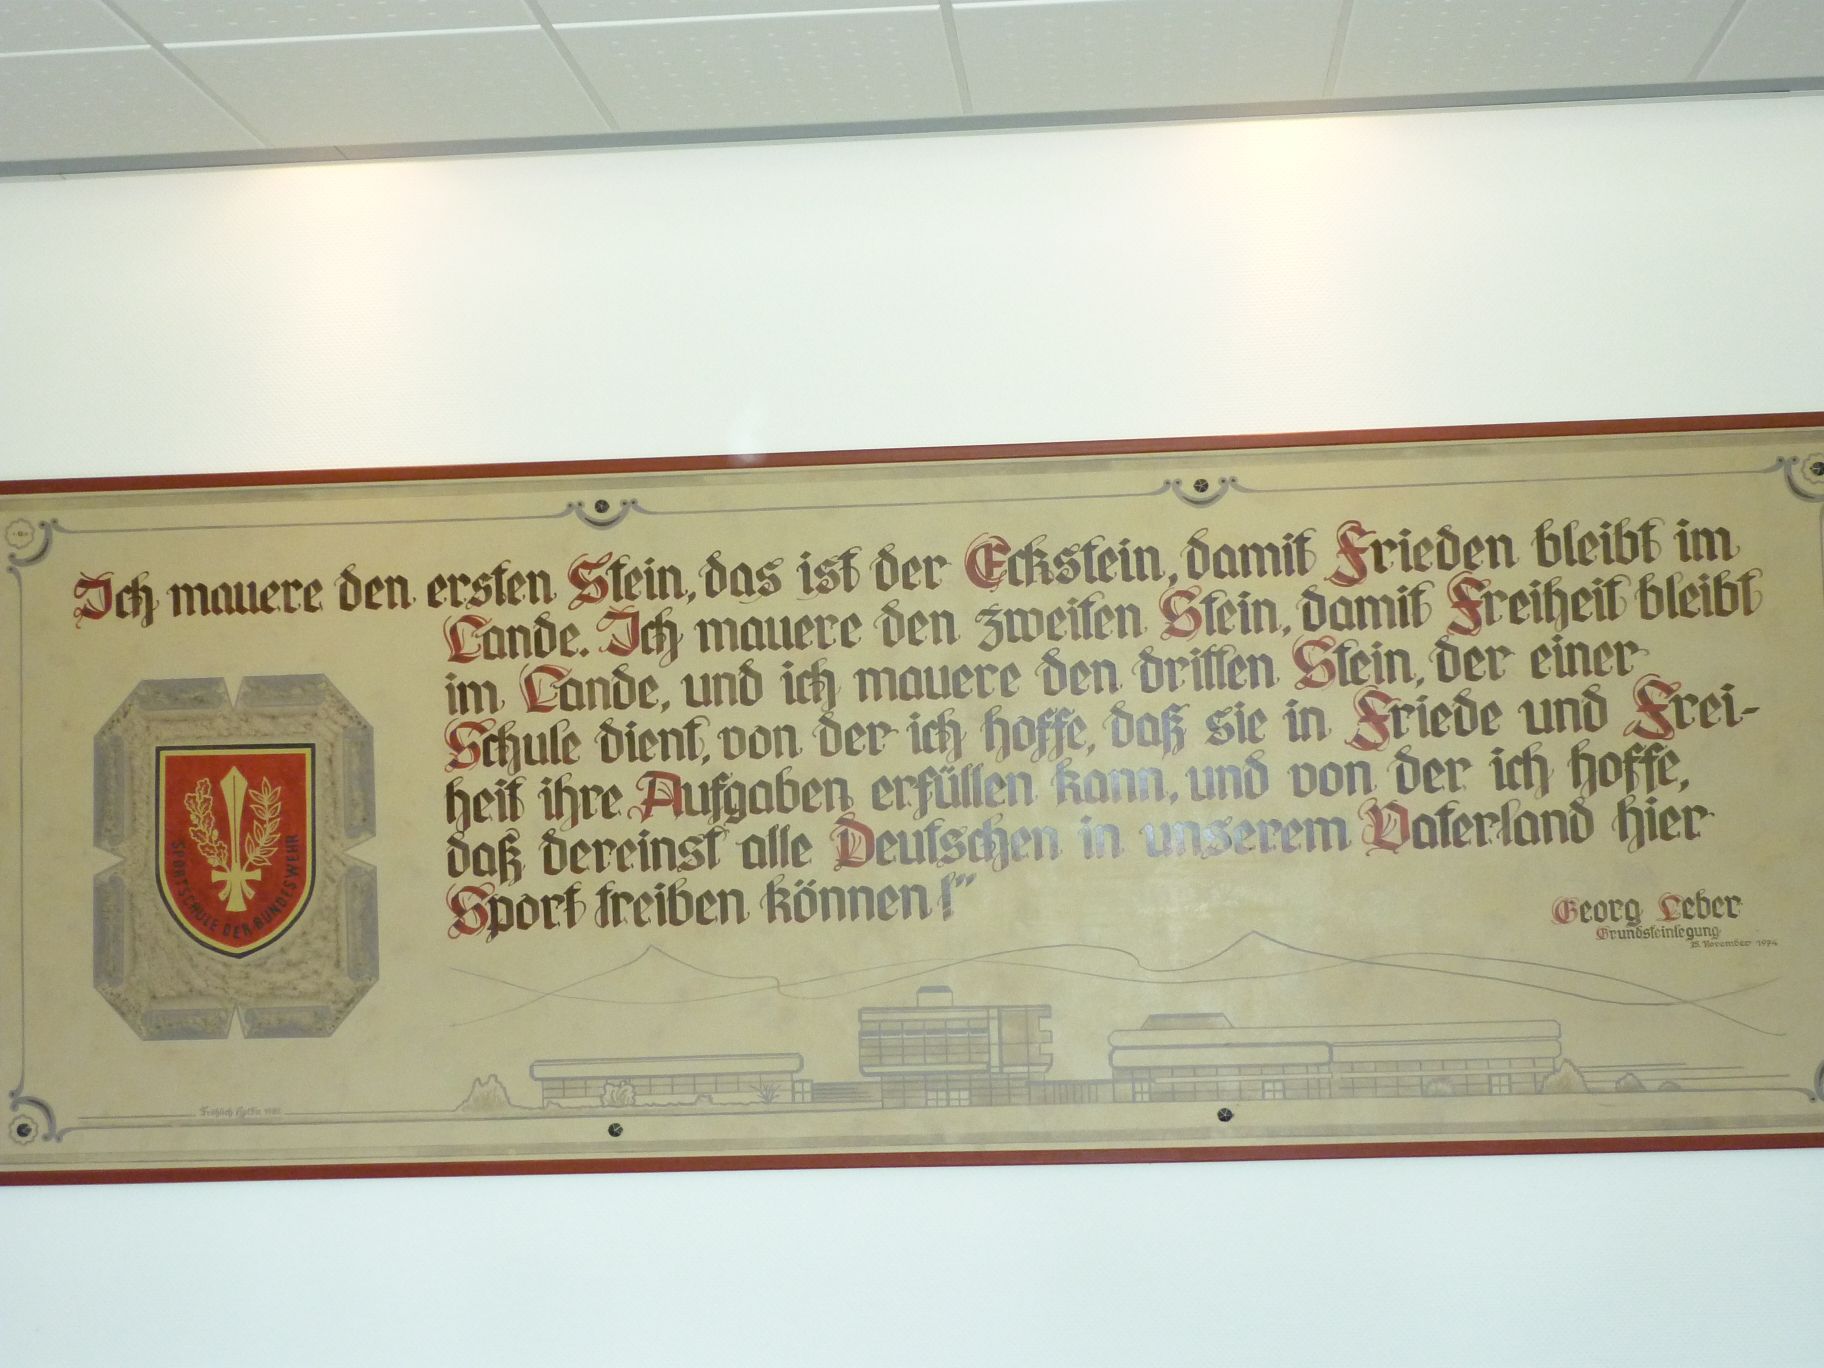 Ich mauere den ersten Stein, das ist der Eckstein, damit Frieden bleibt im
Lande. Ich mauere den zweiten Stein, damit Freiheit bleibt
im Lande, und ich mauere den dritten Stein, der einer
Schule dient, von der ich hoffe, daß sie in Friede und Frei-
heit ihre Aufgaben erfüllen kann, und von der ich hoffe,
daß dereinst alle Deutschen in unserem Vaterland hier
Sport treiben können!"
SPORTSCHULE DER BUNDESWEHR
Georg Leber
Grundsteinlegung
November 1974